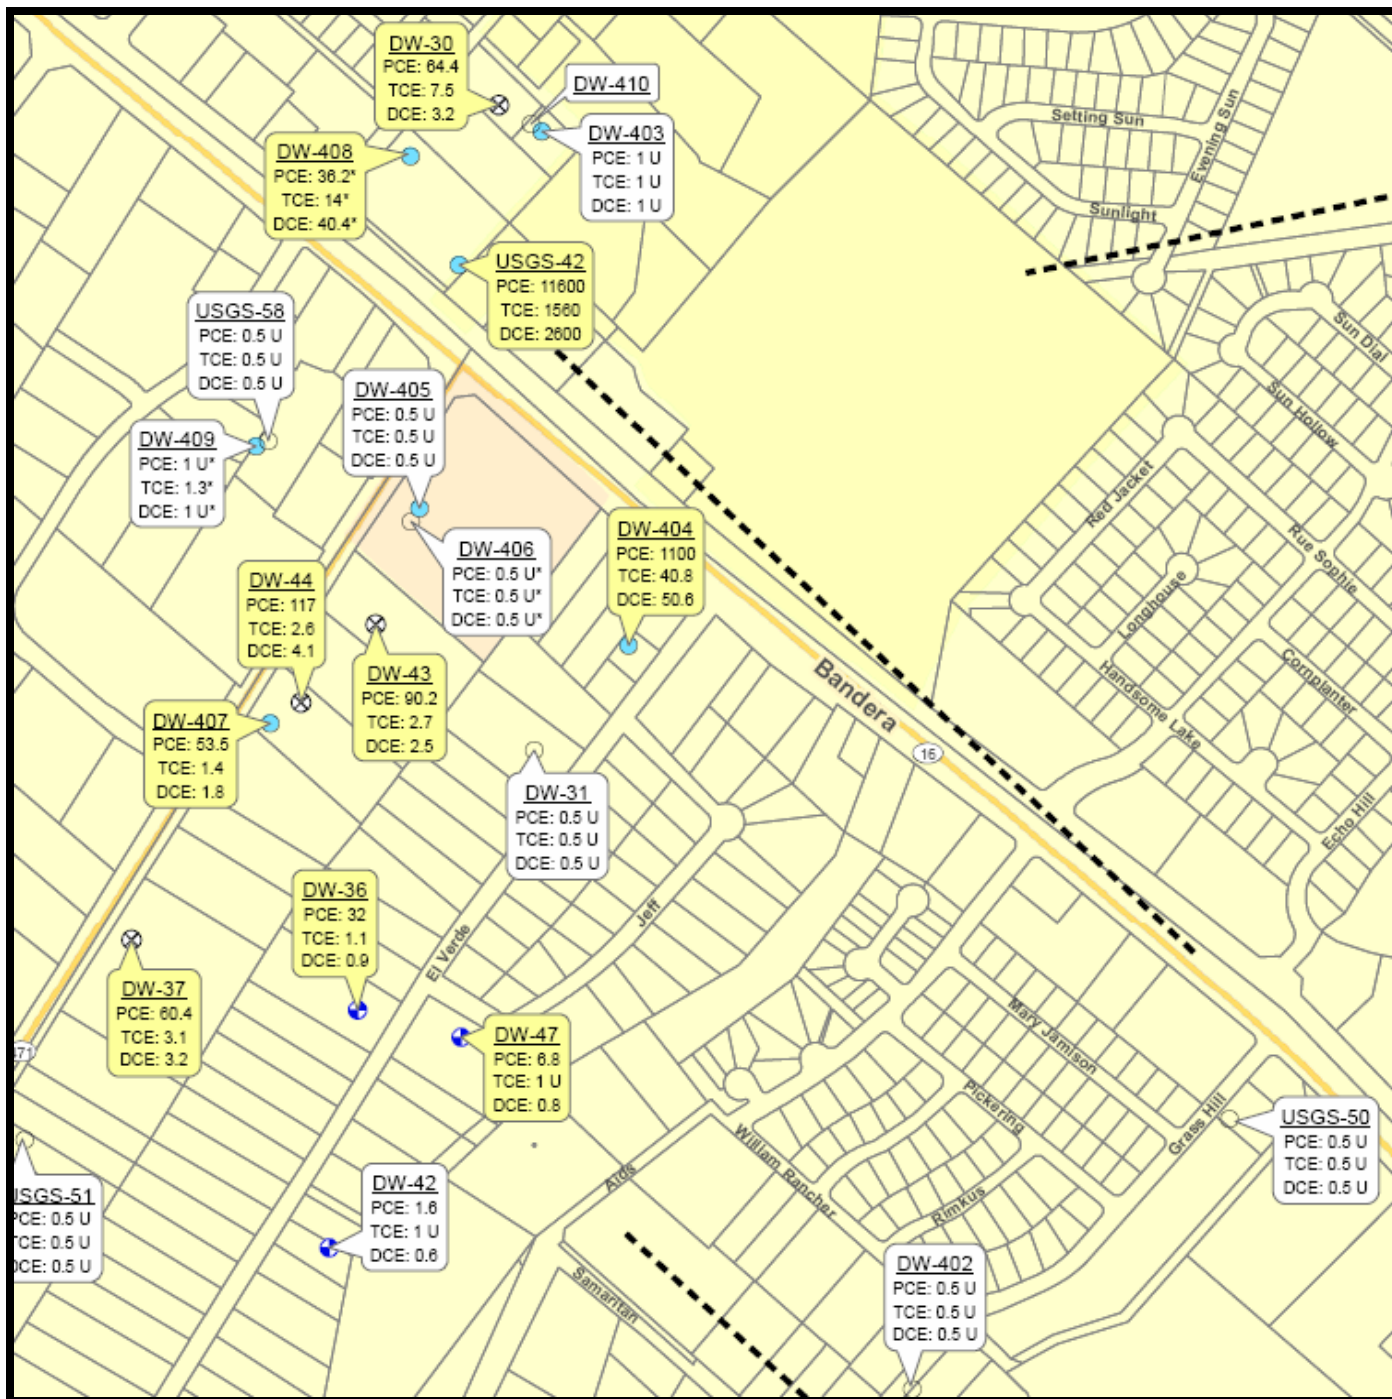 DW-30
PCE: 64.4
TCE: 7.5
DCE: 3.2
DW-410
DW-403
PCE: 1 U
TCE: 1 U
DCE: 1 U
DW-408
PCE: 36.2*
TCE: 14*
DCE: 40.4*
USGS-42
PCE: 11600
TCE: 1560
DCE: 2600
Setting Sun
Evening Sun
Sunlight
Sun Dial
Sun Hollow
USGS-58
PCE: 0.5 U
TCE: 0.5 U
DCE: 0.5 U
DW-405
PCE: 0.5 U
TCE: 0.5 U
DCE: 0.5 U
DW-409
PCE: 1 U*
TCE: 1.3*
DCE: 1 U*
DW-406
PCE: 0.5 U*
TCE: 0.5 U*
DCE: 0.5 U*
DW-404
PCE: 1100
TCE: 40.8
DCE: 50.6
Red Jacket
Rue Sophie
Longhouse
Cornplanter
Handsome Lake
Echo Hill
DW-44
PCE: 117
TCE: 2.6
DCE: 4.1
DW-43
PCE: 90.2
TCE: 2.7
DCE: 2.5
DW-407
PCE: 53.5
TCE: 1.4
DCE: 1.8
Bandera
16
DW-31
PCE: 0.5 U
TCE: 0.5 U
DCE: 0.5 U
DW-36
PCE: 32
TCE: 1.1
DCE: 0.9
El Verde
Jeff
DW-37
PCE: 60.4
TCE: 3.1
DCE: 3.2
471
DW-47
PCE: 6.8
TCE: 1 U
DCE: 0.8
Mary Jamison
Pickering
Grass Hill
William Rancher
Rimkus
Aids
Samaritan
USGS-50
PCE: 0.5 U
TCE: 0.5 U
DCE: 0.5 U
USGS-51
PCE: 0.5 U
TCE: 0.5 U
DCE: 0.5 U
DW-42
PCE: 1.6
TCE: 1 U
DCE: 0.6
DW-402
PCE: 0.5 U
TCE: 0.5 U
DCE: 0.5 U